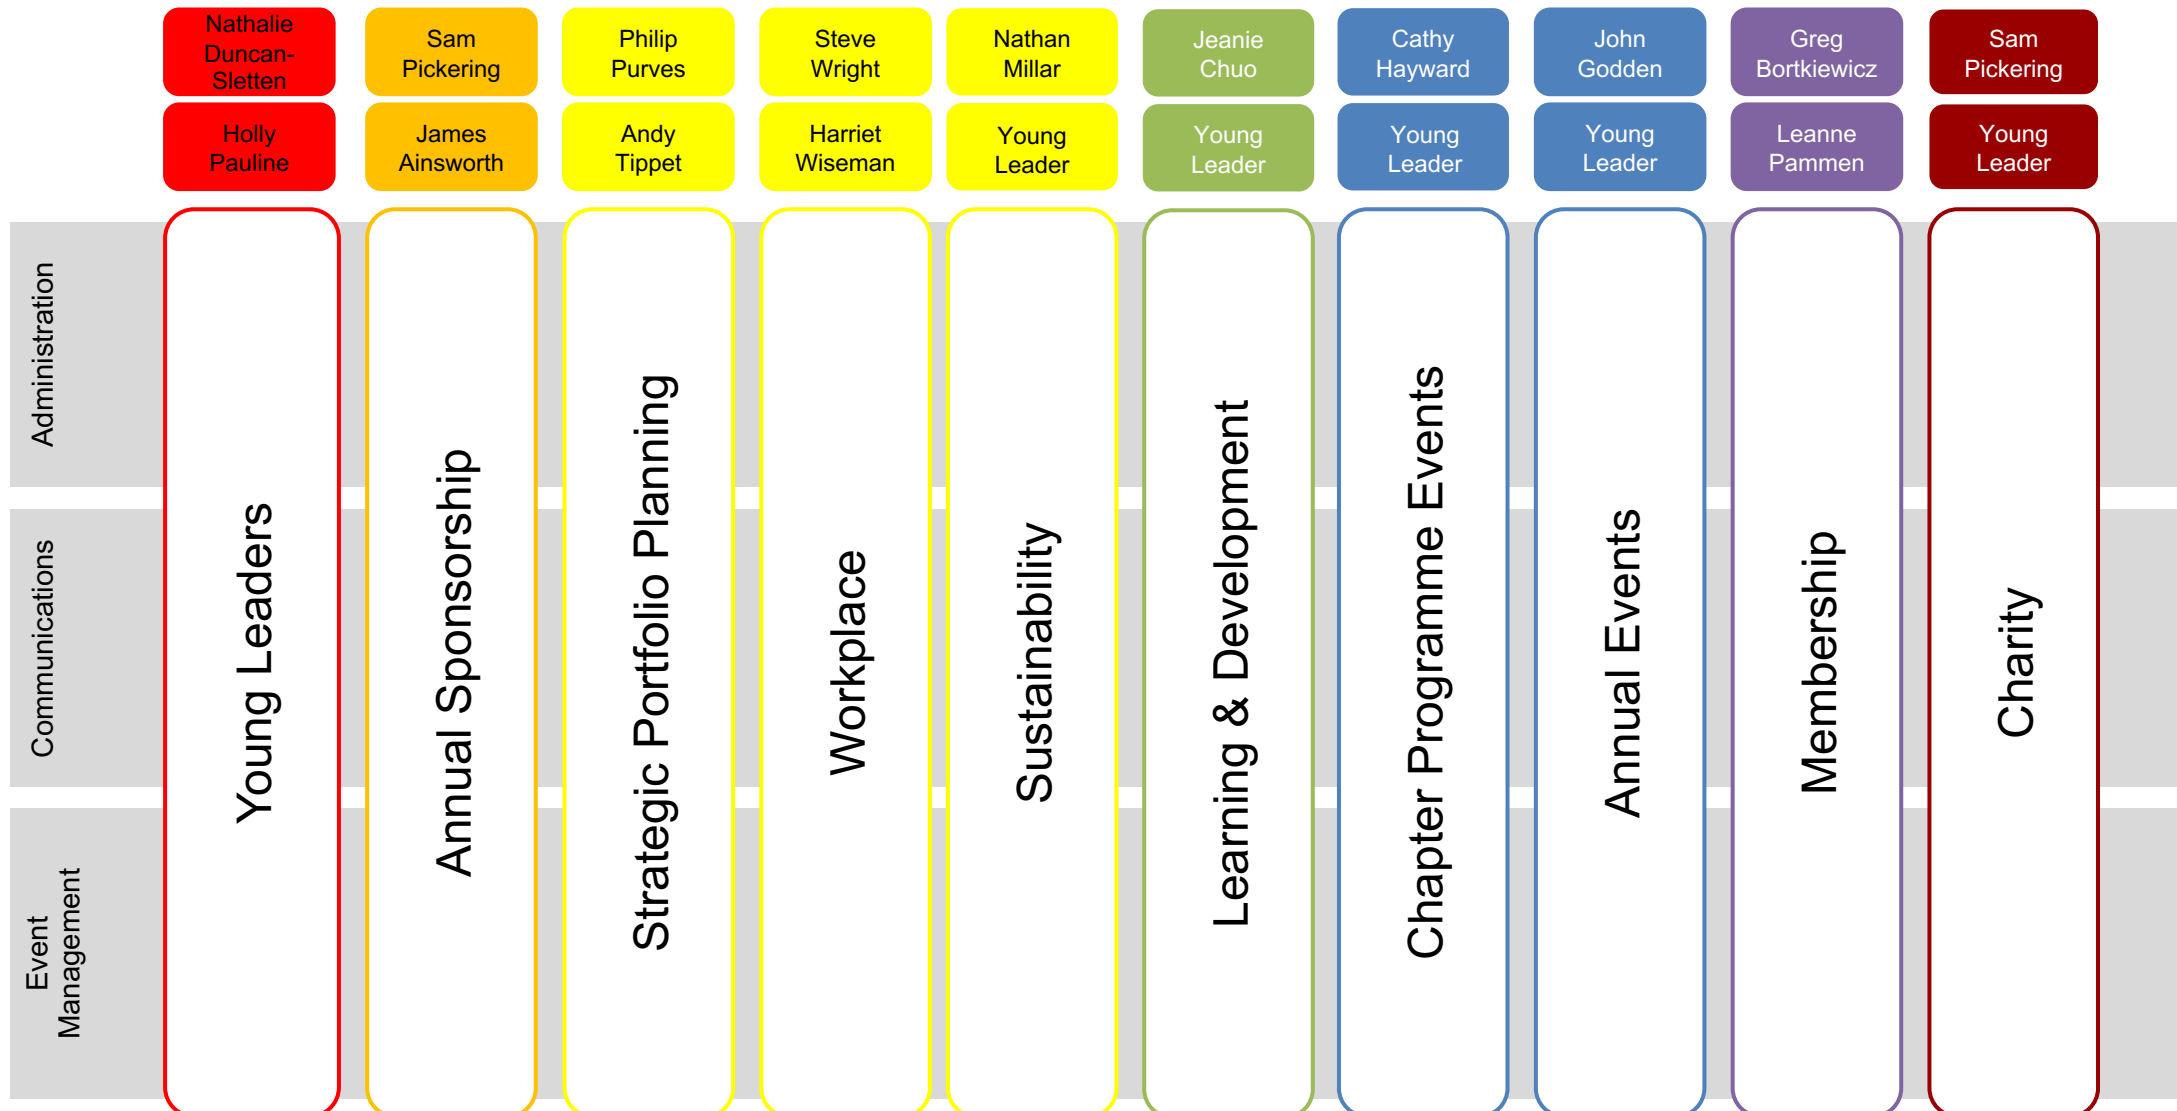 Nathalie
Duncan-
Sletten
Sam
Pickering
Philip
Purves
Steve
Wright
Nathan
Millar
Jeanie
Chuo
Cathy
Hayward
John
Godden
Greg
Bortkiewicz
Sam
Pickering
Holly
Pauline
James
Ainsworth
Andy
Tippet
Harriet
Wiseman
Young
Leader
Young
Leader
Young
Leader
Young
Leader
Leanne
Pammen
Young
Leader
Administration
Communications
Event
Management
Young Leaders
Annual Sponsorship
Strategic Portfolio Planning
Workplace
Sustainability
Learning & Development
Chapter Programme Events
Annual Events
Membership
Charity